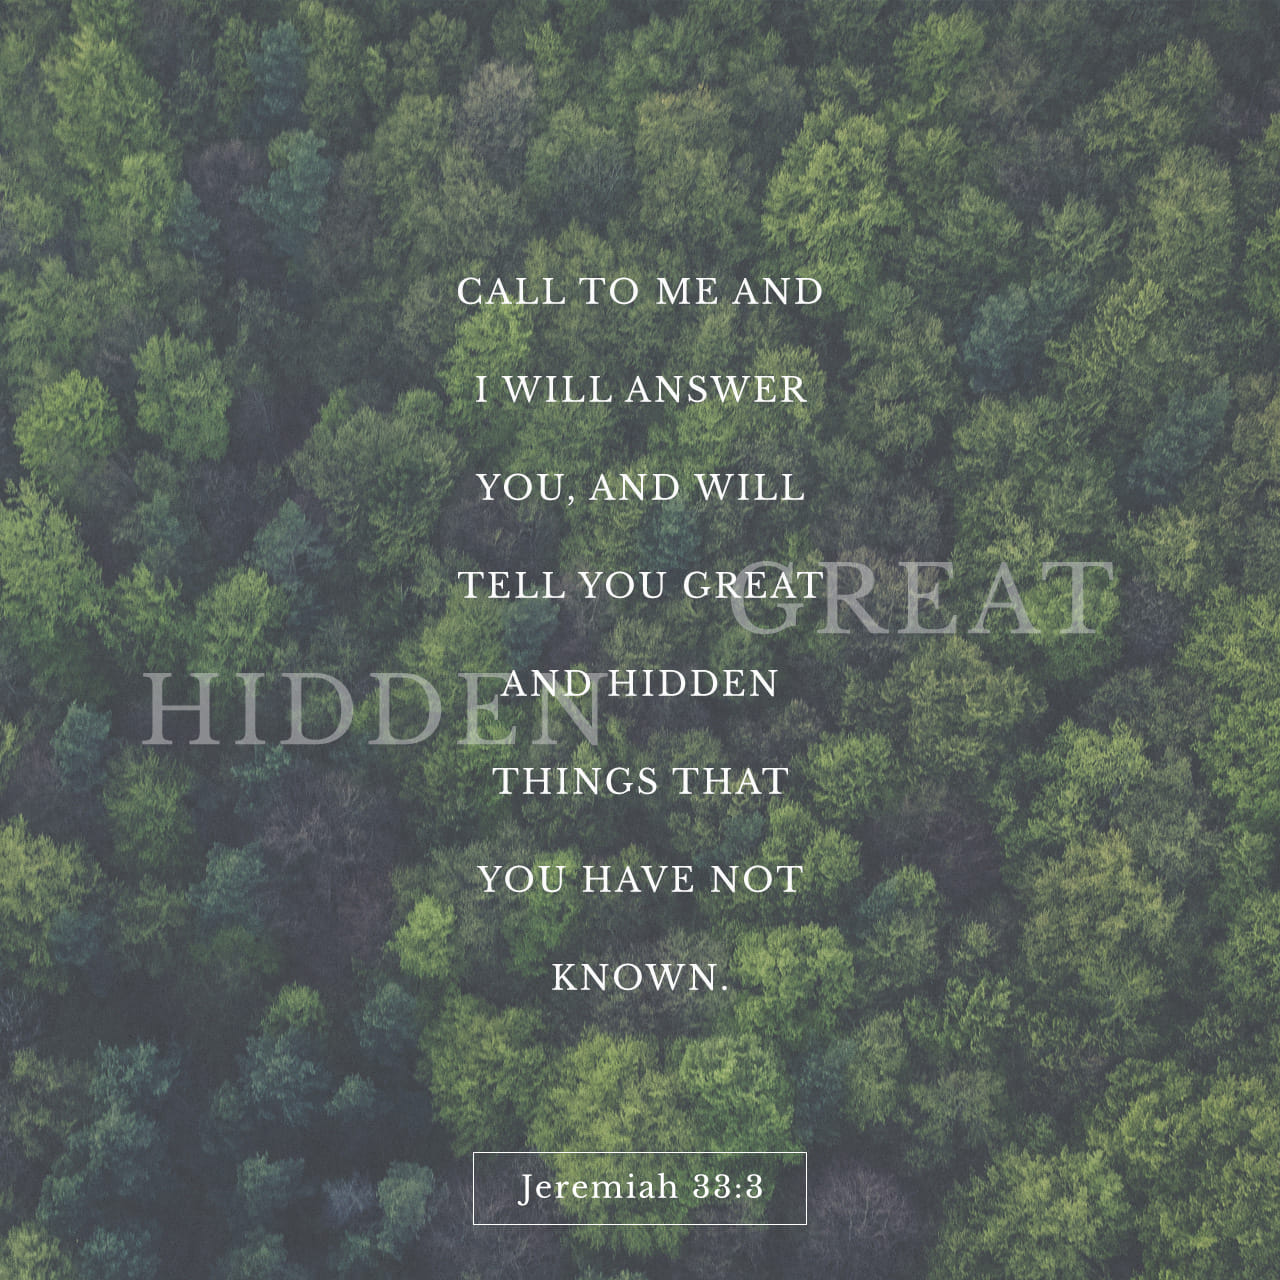 CALL TO ME AND
I WILL ANSWER
YOU, AND WILL
TELL YOU GREAT
GREAT
AND HIDDEN
HIDDEN
THINGS THAT
YOU HAVE NOT
KNOWN.
Jeremiah 33:3